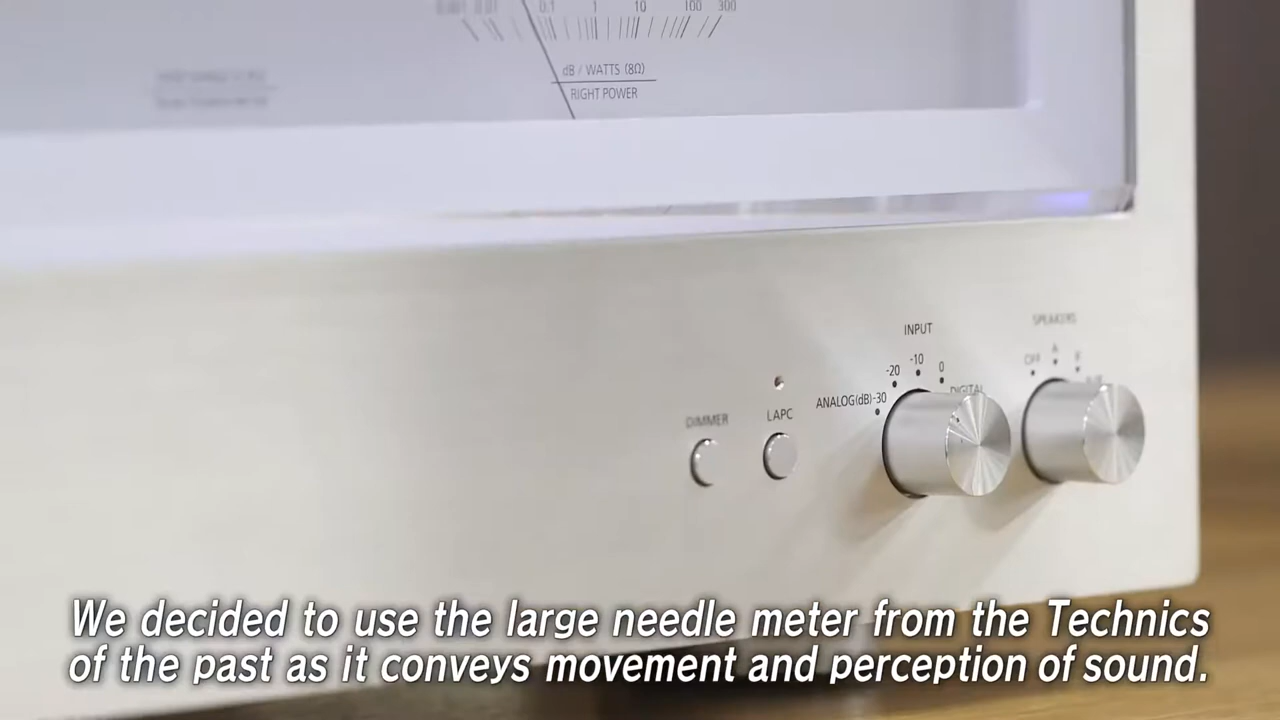 0.1 1 10 100 300
dB / WATTS (8Ω)
RIGHT POWER
INPUT
SPEAKERS
-20 -10 0
OFF A B
ANALOG(dB)-30
DIGITAL
DIMMER
LAPC
We decided to use the large needle meter from the Technics
of the past as it conveys movement and perception of sound.